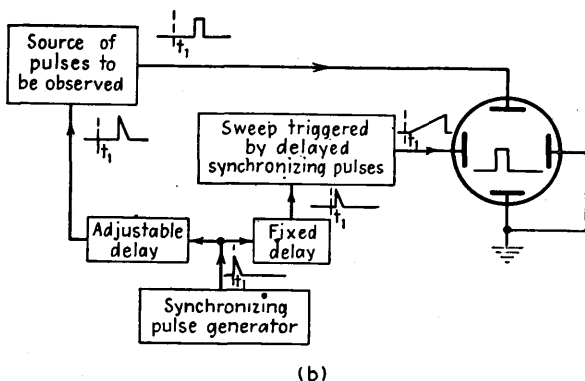 Source of
pulses to
be observed
t₁
t₁
Sweep triggered
by delayed
synchronizing pulses
t₁
t₁
Adjustable
delay
Fixed
delay
t₁
Synchronizing
pulse generator
(b)